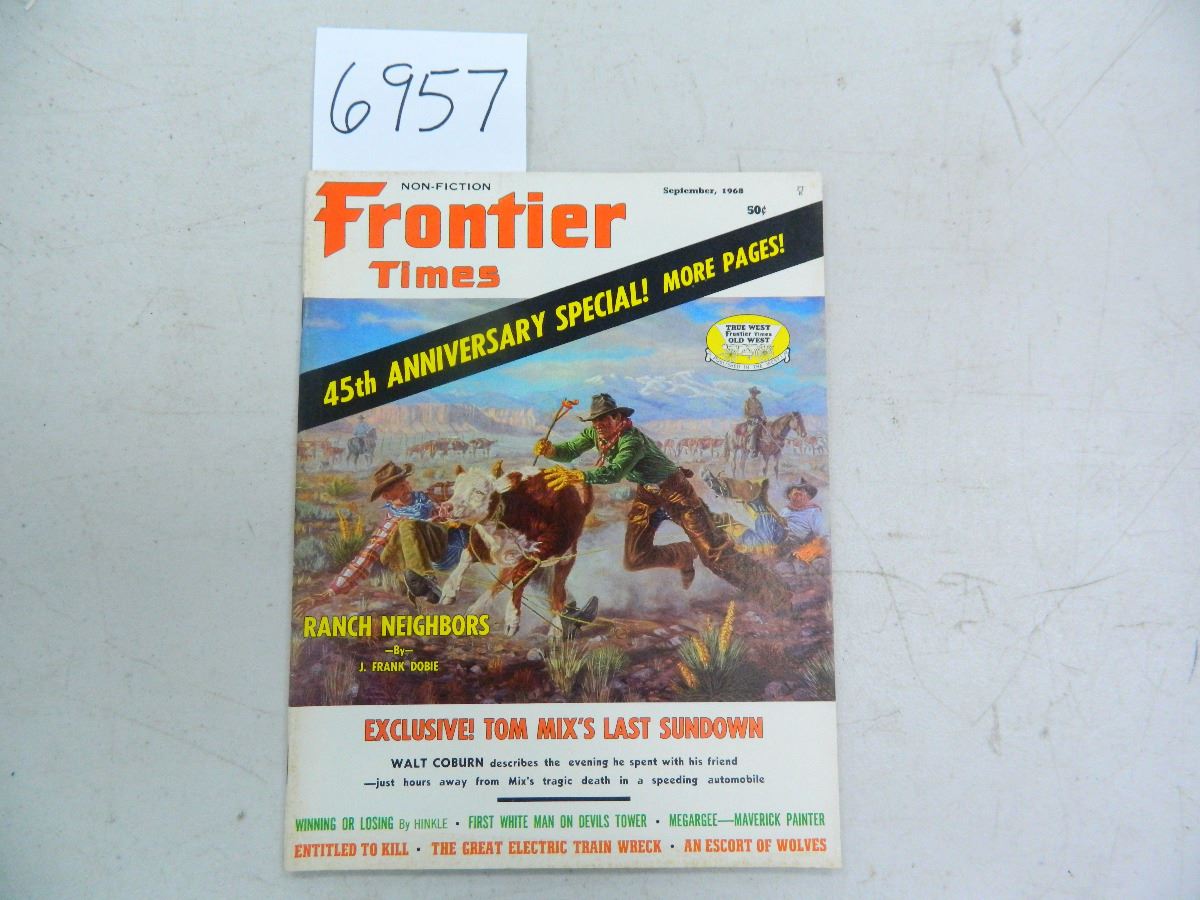 6957
NON-FICTION
September, 1968
50¢
Frontier
Times
45th ANNIVERSARY SPECIAL! MORE PAGES!
TRUE WEST
Frontier Times
OLD WEST
RANCH NEIGHBORS
—By—
J. FRANK DOBIE
EXCLUSIVE! TOM MIX'S LAST SUNDOWN
WALT COBURN describes the evening he spent with his friend
—just hours away from Mix's tragic death in a speeding automobile
WINNING OR LOSING By HINKLE • FIRST WHITE MAN ON DEVILS TOWER • MEGARGEE—MAVERICK PAINTER
ENTITLED TO KILL • THE GREAT ELECTRIC TRAIN WRECK • AN ESCORT OF WOLVES